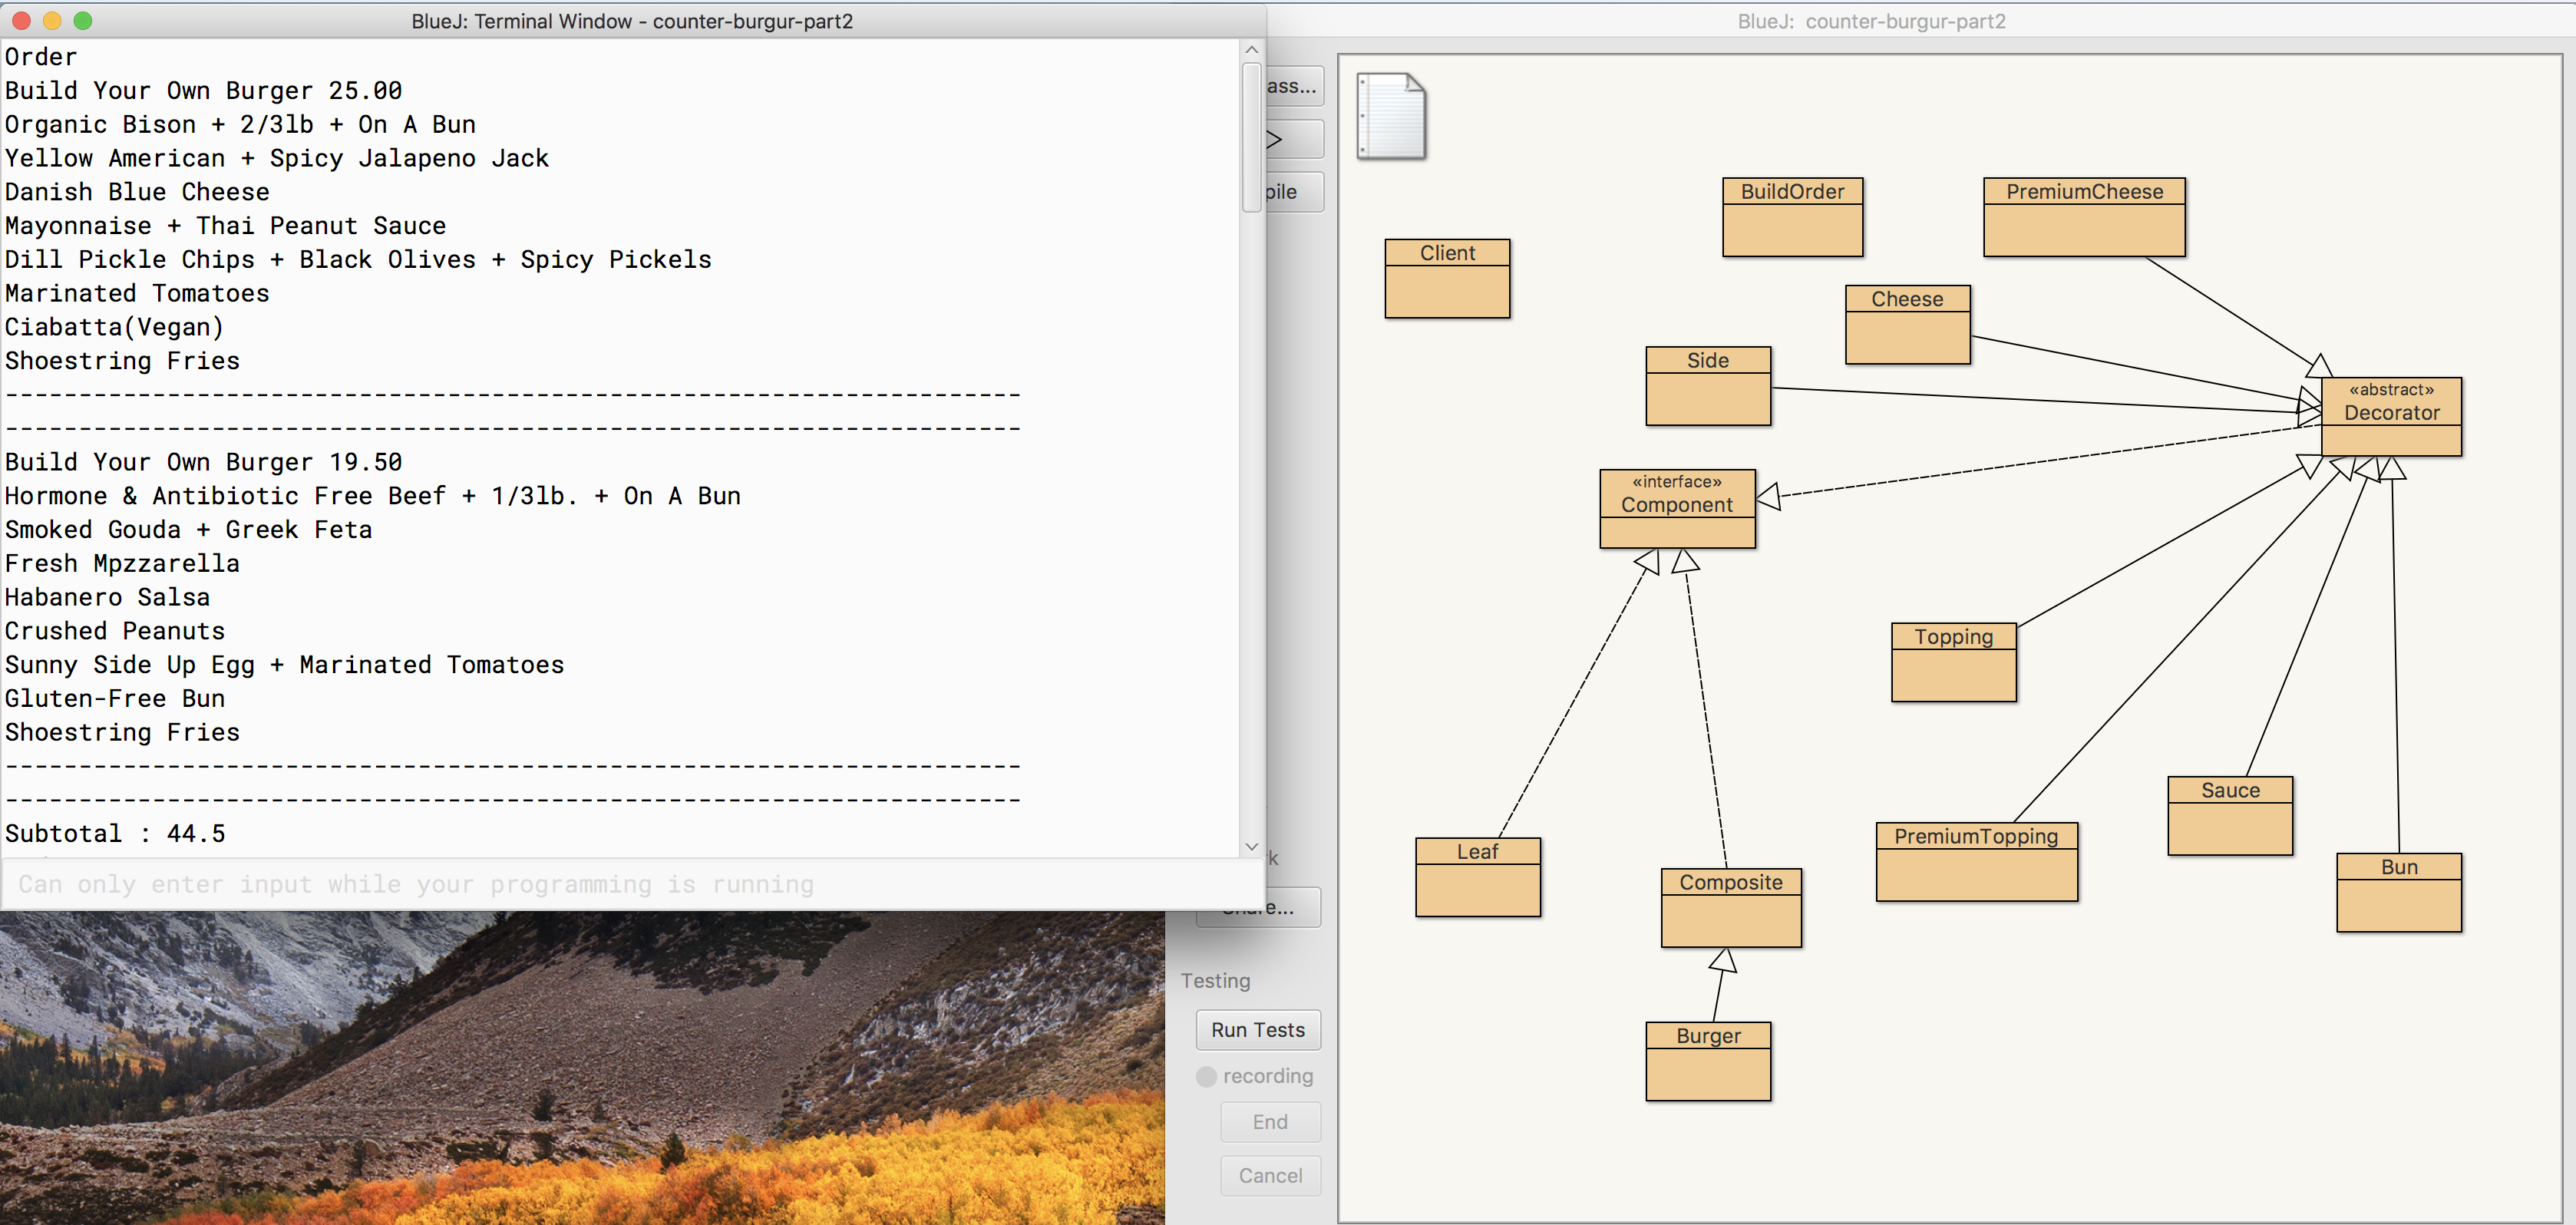 BlueJ: Terminal Window - counter-burgur-part2
Order
Build Your Own Burger 25.00
Organic Bison + 2/3lb + On A Bun
Yellow American + Spicy Jalapeno Jack
Danish Blue Cheese
Mayonnaise + Thai Peanut Sauce
Dill Pickle Chips + Black Olives + Spicy Pickels
Marinated Tomatoes
Ciabatta(Vegan)
Shoestring Fries
---------------------------------------------------------------------
---------------------------------------------------------------------
Build Your Own Burger 19.50
Hormone & Antibiotic Free Beef + 1/3lb. + On A Bun
Smoked Gouda + Greek Feta
Fresh Mpzzarella
Habanero Salsa
Crushed Peanuts
Sunny Side Up Egg + Marinated Tomatoes
Gluten-Free Bun
Shoestring Fries
---------------------------------------------------------------------
---------------------------------------------------------------------
Subtotal : 44.5
Can only enter input while your programming is running
BlueJ: counter-burgur-part2
ass...
pile
Testing
Run Tests
recording
End
Cancel
BuildOrder
PremiumCheese
Client
Cheese
Side
«abstract»
Decorator
«interface»
Component
Topping
Sauce
PremiumTopping
Leaf
Bun
Composite
Burger